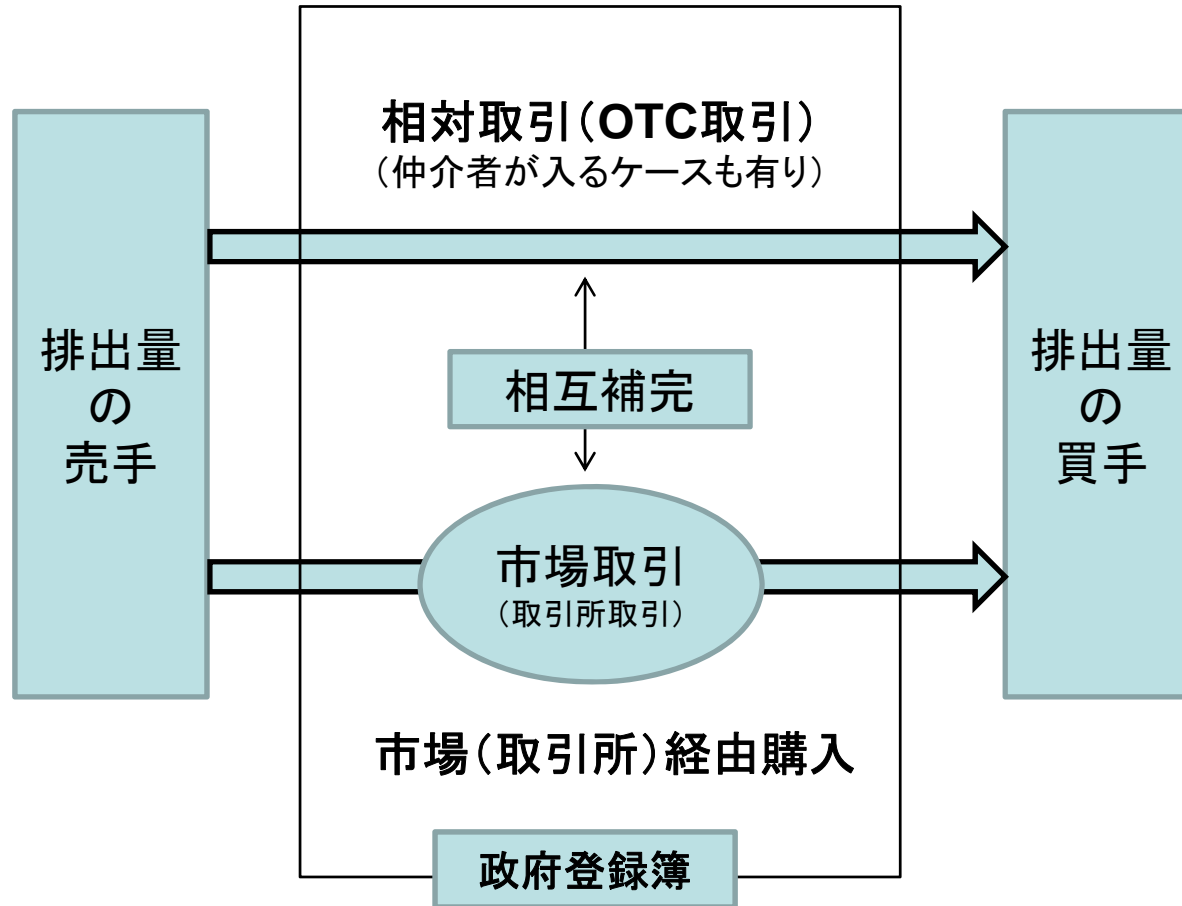 相対取引（OTC取引）
（仲介者が入るケースも有り）
排出量
の
売手
相互補完
排出量
の
買手
市場取引
（取引所取引）
市場（取引所）経由購入
政府登録簿